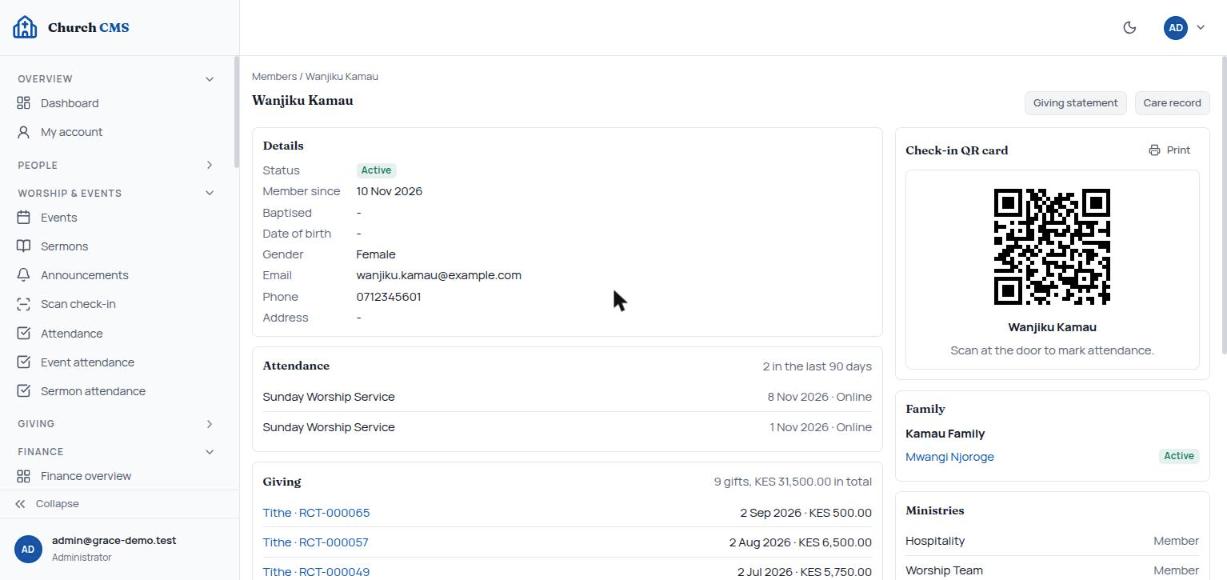 Church CMS
AD
OVERVIEW
Dashboard
My account
PEOPLE
WORSHIP & EVENTS
Events
Sermons
Announcements
Scan check-in
Attendance
Event attendance
Sermon attendance
GIVING
FINANCE
Finance overview
Collapse
AD
admin@grace-demo.test
Administrator
Members / Wanjiku Kamau
Wanjiku Kamau
Giving statement
Care record
Details
Status Active
Member since 10 Nov 2026
Baptised -
Date of birth -
Gender Female
Email wanjiku.kamau@example.com
Phone 0712345601
Address -
Attendance 2 in the last 90 days
Sunday Worship Service 8 Nov 2026 · Online
Sunday Worship Service 1 Nov 2026 · Online
Giving 9 gifts, KES 31,500.00 in total
Tithe · RCT-000065 2 Sep 2026 · KES 500.00
Tithe · RCT-000057 2 Aug 2026 · KES 6,500.00
Tithe · RCT-000049 2 Jul 2026 · KES 5,750.00
Check-in QR card Print
Wanjiku Kamau
Scan at the door to mark attendance.
Family
Kamau Family
Mwangi Njoroge Active
Ministries
Hospitality Member
Worship Team Member